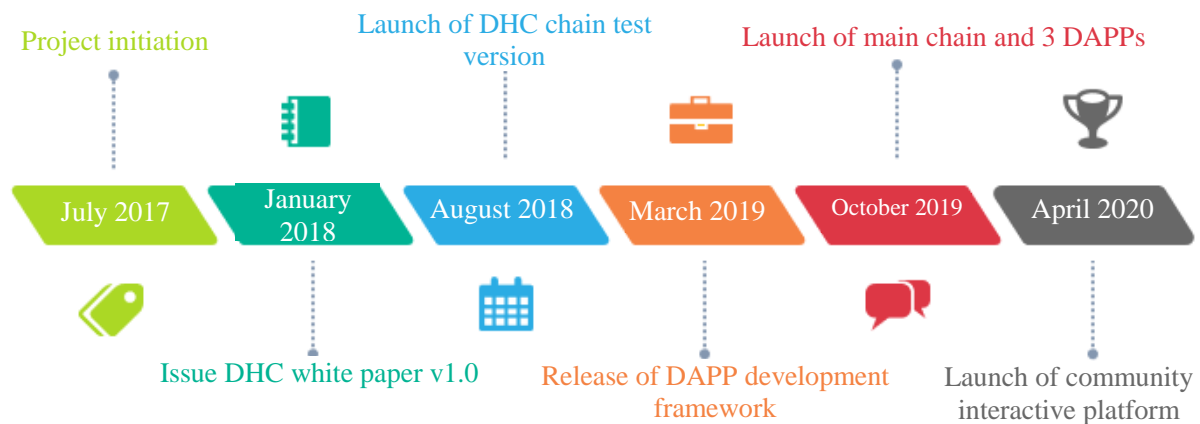 Project initiation
Launch of DHC chain test
version
Launch of main chain and 3 DAPPs
July 2017
January
2018
August 2018
March 2019
October 2019
April 2020
Issue DHC white paper v1.0
Release of DAPP development
framework
Launch of community
interactive platform